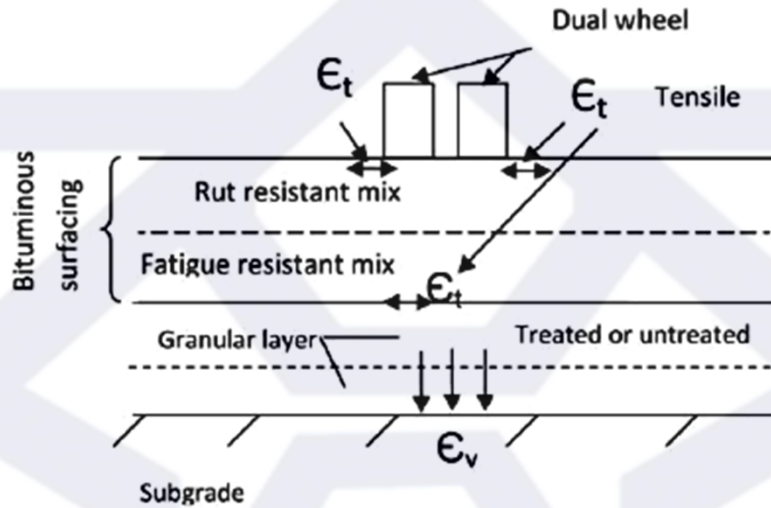 Dual wheel
Єt
Єt
Tensile
Bituminous
surfacing
Rut resistant mix
Fatigue resistant mix
Єt
Granular layer
Treated or untreated
Єv
Subgrade